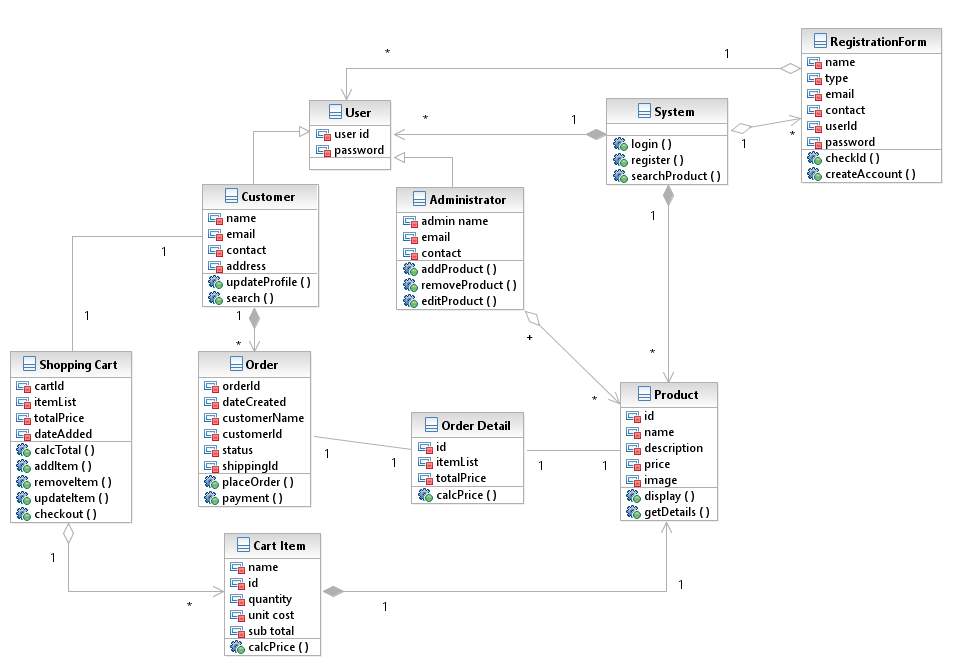 RegistrationForm
name
type
email
contact
userId
password
checkId ( )
createAccount ( )
*
1
User
user id
password
*
1
System
login ( )
register ( )
searchProduct ( )
1
*
Customer
name
email
contact
address
updateProfile ( )
search ( )
Administrator
admin name
email
contact
addProduct ( )
removeProduct ( )
editProduct ( )
1
1
1
*
1
*
+
*
Shopping Cart
cartId
itemList
totalPrice
dateAdded
calcTotal ( )
addItem ( )
removeItem ( )
updateItem ( )
checkout ( )
Order
orderId
dateCreated
customerName
customerId
status
shippingId
placeOrder ( )
payment ( )
1
1
Order Detail
id
itemList
totalPrice
calcPrice ( )
1
1
Product
id
name
description
price
image
display ( )
getDetails ( )
1
*
Cart Item
name
id
quantity
unit cost
sub total
calcPrice ( )
1
1